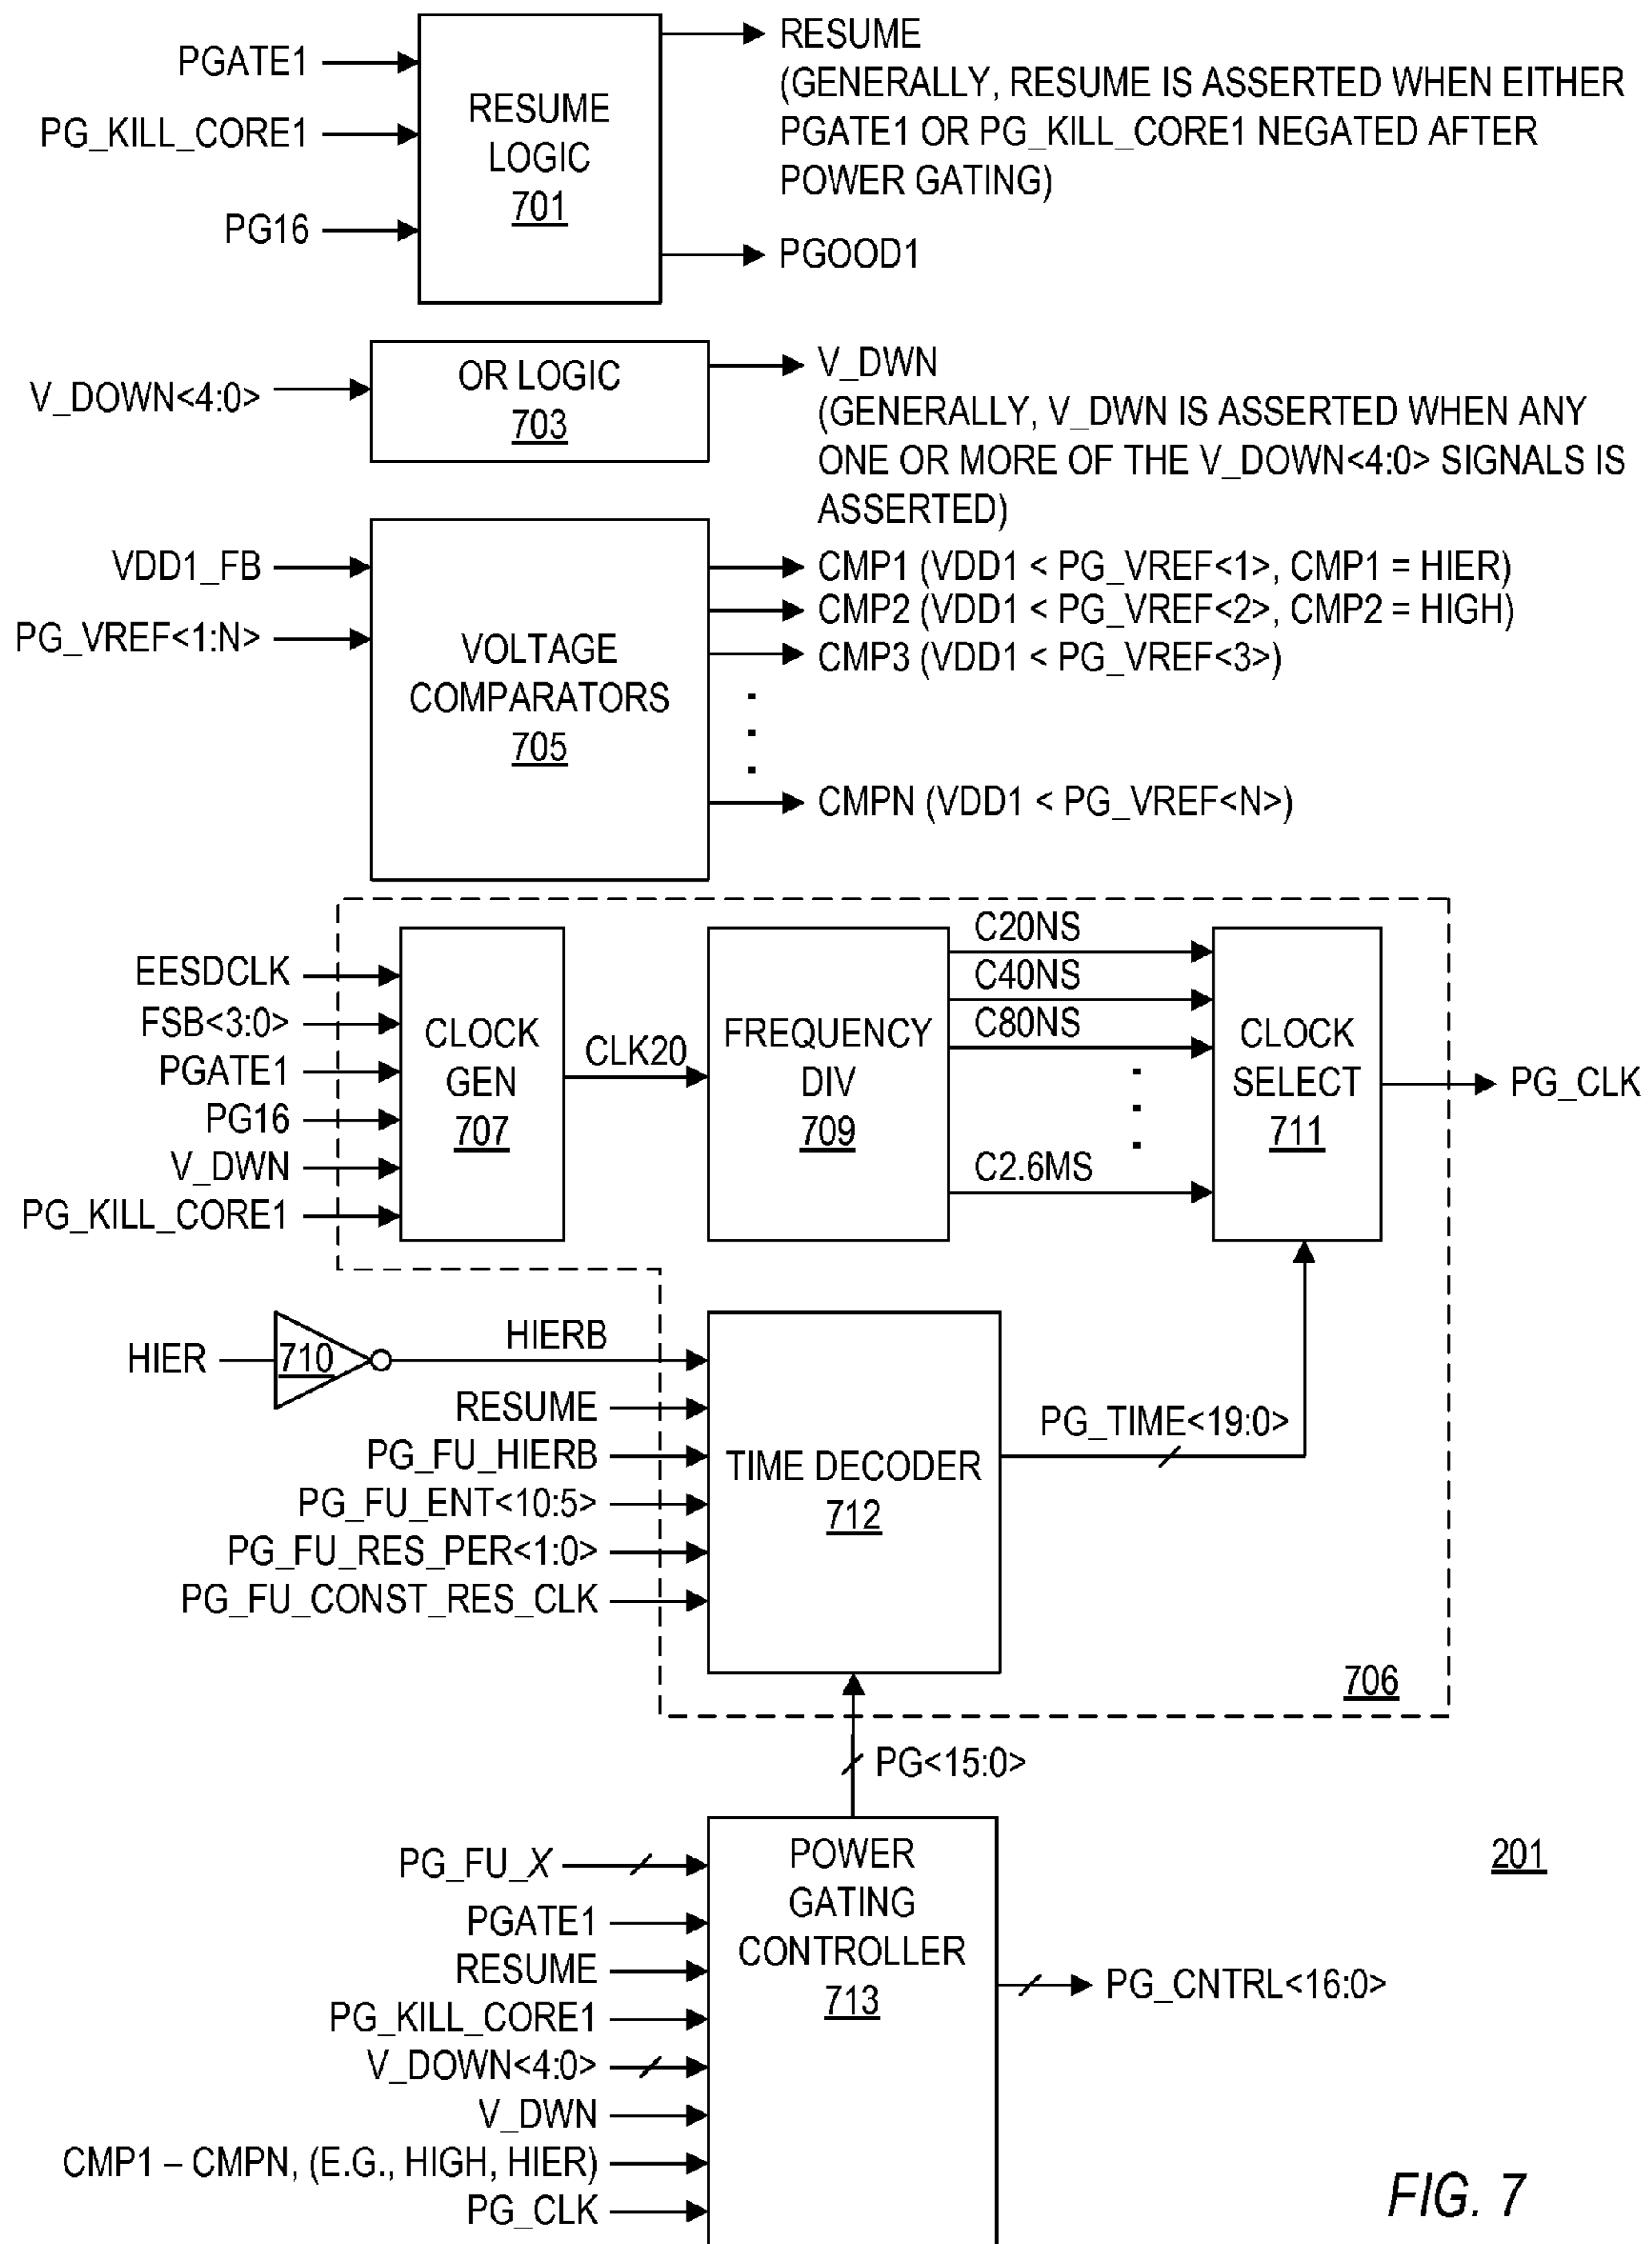 PGATE1
PG_KILL_CORE1
PG16
RESUME
LOGIC
701
RESUME
(GENERALLY, RESUME IS ASSERTED WHEN EITHER
PGATE1 OR PG_KILL_CORE1 NEGATED AFTER
POWER GATING)
PGOOD1
V_DOWN<4:0>
OR LOGIC
703
V_DWN
(GENERALLY, V_DWN IS ASSERTED WHEN ANY
ONE OR MORE OF THE V_DOWN<4:0> SIGNALS IS
ASSERTED)
VDD1_FB
PG_VREF<1:N>
VOLTAGE
COMPARATORS
705
CMP1 (VDD1 < PG_VREF<1>, CMP1 = HIER)
CMP2 (VDD1 < PG_VREF<2>, CMP2 = HIGH)
CMP3 (VDD1 < PG_VREF<3>)
CMPN (VDD1 < PG_VREF<N>)
EESDCLK
FSB<3:0>
PGATE1
PG16
V_DWN
PG_KILL_CORE1
CLOCK
GEN
707
CLK20
FREQUENCY
DIV
709
C20NS
C40NS
C80NS
C2.6MS
CLOCK
SELECT
711
PG_CLK
HIER
710
HIERB
RESUME
PG_FU_HIERB
PG_FU_ENT<10:5>
PG_FU_RES_PER<1:0>
PG_FU_CONST_RES_CLK
TIME DECODER
712
PG_TIME<19:0>
706
PG<15:0>
PG_FU_X
PGATE1
RESUME
PG_KILL_CORE1
V_DOWN<4:0>
V_DWN
CMP1 – CMPN, (E.G., HIGH, HIER)
PG_CLK
POWER
GATING
CONTROLLER
713
PG_CNTRL<16:0>
201
FIG. 7